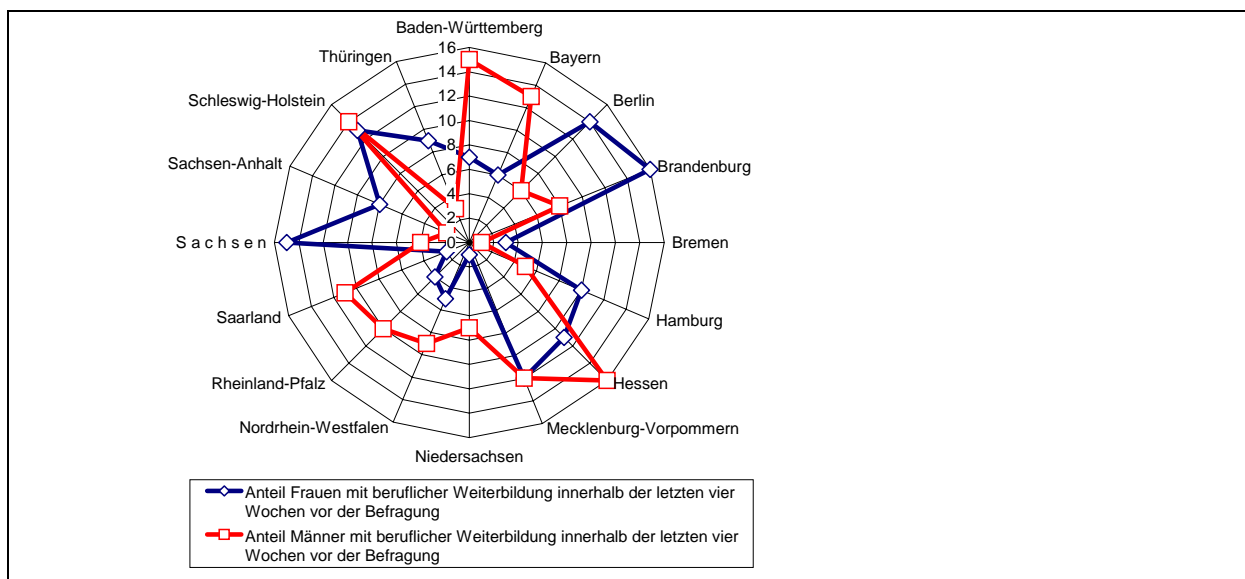 Baden-Württemberg
Bayern
Berlin
Brandenburg
Bremen
Hamburg
Hessen
Mecklenburg-Vorpommern
Niedersachsen
Nordrhein-Westfalen
Rheinland-Pfalz
Saarland
Sachsen
Sachsen-Anhalt
Schleswig-Holstein
Thüringen
16
14
12
10
8
6
4
2
0
Anteil Frauen mit beruflicher Weiterbildung innerhalb der letzten vier
Wochen vor der Befragung
Anteil Männer mit beruflicher Weiterbildung innerhalb der letzten vier
Wochen vor der Befragung